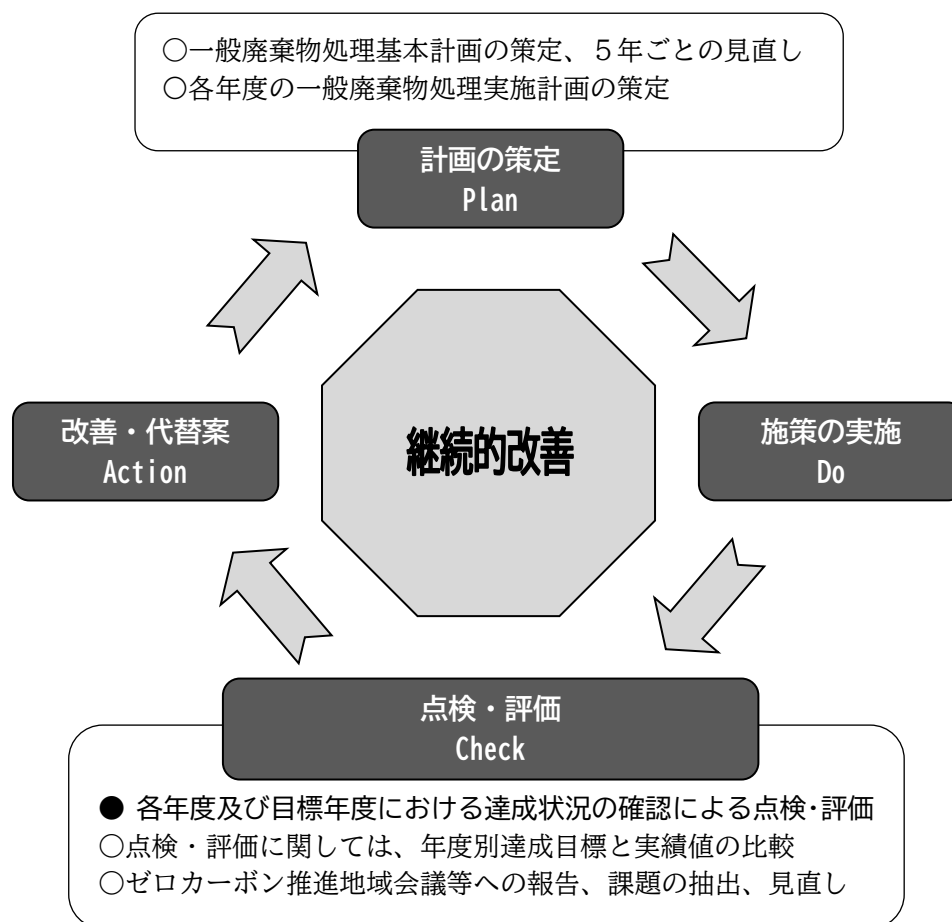 ○一般廃棄物処理基本計画の策定、５年ごとの見直し
○各年度の一般廃棄物処理実施計画の策定
計画の策定
Plan
改善・代替案
Action
継続的改善
施策の実施
Do
点検・評価
Check
● 各年度及び目標年度における達成状況の確認による点検・評価
○点検・評価に関しては、年度別達成目標と実績値の比較
○ゼロカーボン推進地域会議等への報告、課題の抽出、見直し